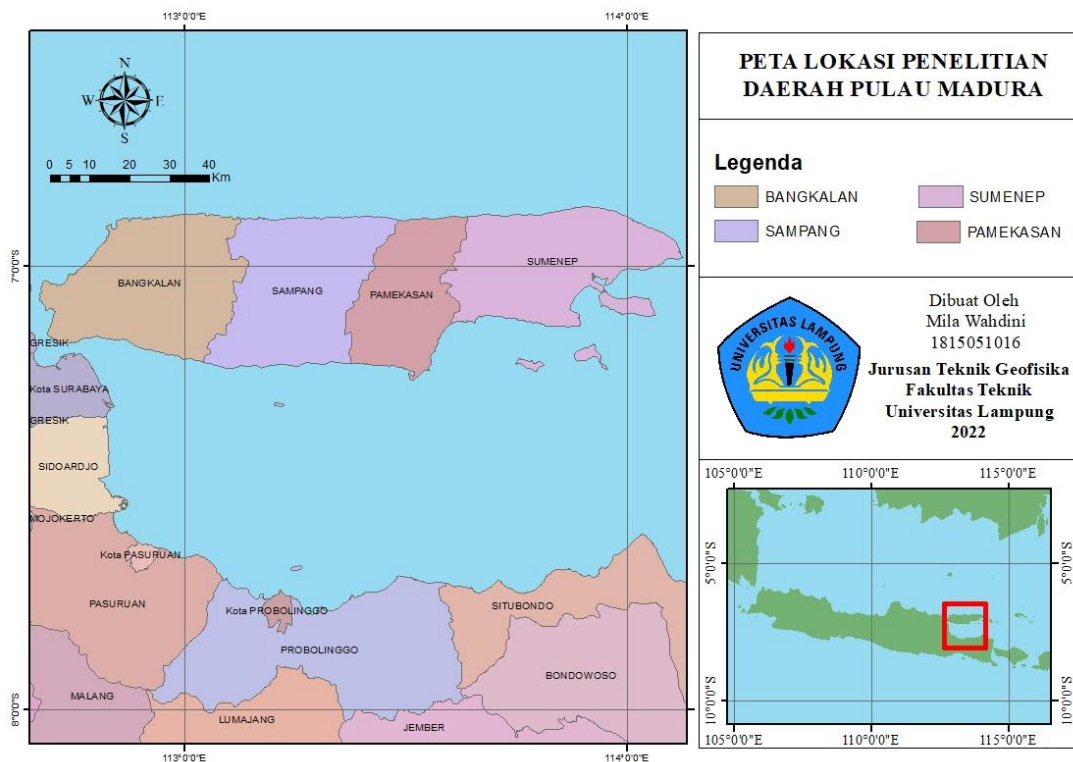 113°0'0"E
114°0'0"E
N
W
E
S
0 5 10 20 30 40
Km
7°0'0"S
BANGKALAN
SAMPANG
PAMEKASAN
SUMENEP
GRESIK
Kota SURABAYA
GRESIK
SIDOARDJO
MOJOKERTO
Kota PASURUAN
PASURUAN
Kota PROBOLINGGO
SITUBONDO
PROBOLINGGO
BONDOWOSO
MALANG
LUMAJANG
JEMBER
8°0'0"S
113°0'0"E
114°0'0"E
PETA LOKASI PENELITIAN
DAERAH PULAU MADURA
Legenda
BANGKALAN
SUMENEP
SAMPANG
PAMEKASAN
UNIVERSITAS LAMPUNG
Dibuat Oleh
Mila Wahdini
1815051016
Jurusan Teknik Geofisika
Fakultas Teknik
Universitas Lampung
2022
105°0'0"E
110°0'0"E
115°0'0"E
5°0'0"S
5°0'0"S
10°0'0"S
10°0'0"S
105°0'0"E
110°0'0"E
115°0'0"E